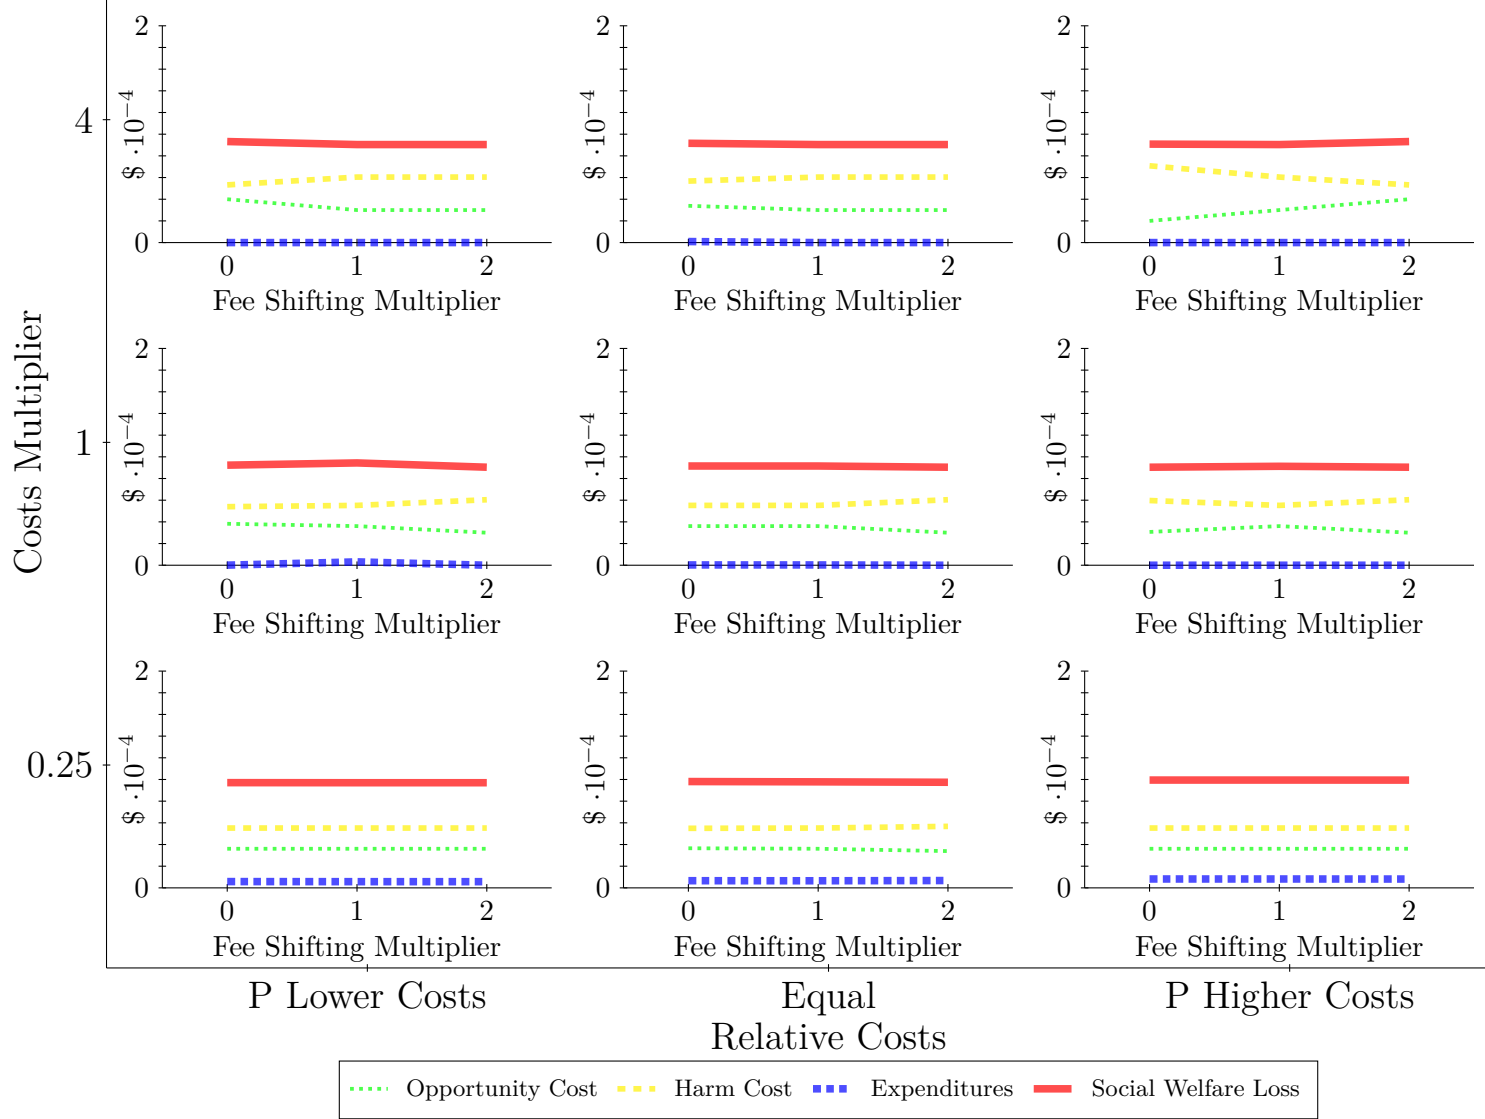 2
0
$ ·10−4
0 1 2
Fee Shifting Multiplier
2
0
$ ·10−4
0 1 2
Fee Shifting Multiplier
2
0
$ ·10−4
0 1 2
Fee Shifting Multiplier
2
0
$ ·10−4
0 1 2
Fee Shifting Multiplier
2
0
$ ·10−4
0 1 2
Fee Shifting Multiplier
2
0
$ ·10−4
0 1 2
Fee Shifting Multiplier
2
0
$ ·10−4
0 1 2
Fee Shifting Multiplier
2
0
$ ·10−4
0 1 2
Fee Shifting Multiplier
2
0
$ ·10−4
0 1 2
Fee Shifting Multiplier
4
1
0.25
Costs Multiplier
P Lower Costs Equal P Higher Costs
Relative Costs
Opportunity Cost Harm Cost Expenditures Social Welfare Loss